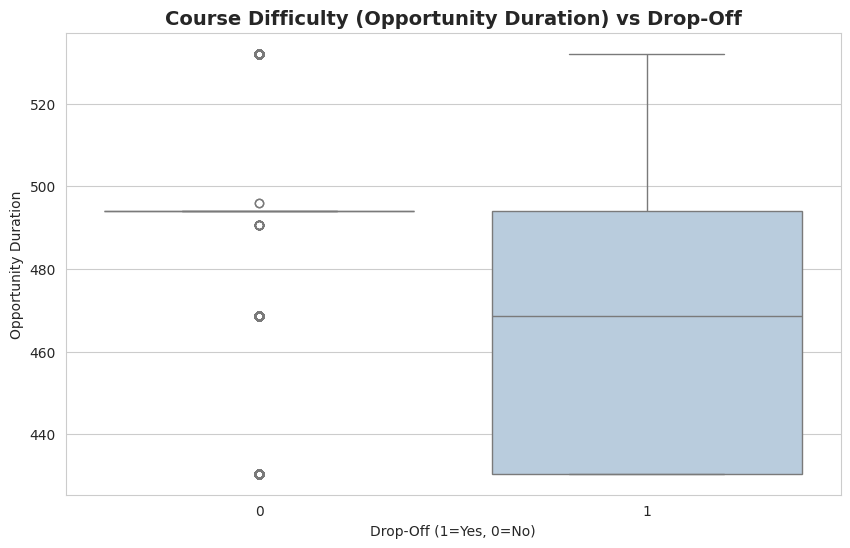 Course Difficulty (Opportunity Duration) vs Drop-Off
520
500
480
460
440
Opportunity Duration
0
1
Drop-Off (1=Yes, 0=No)